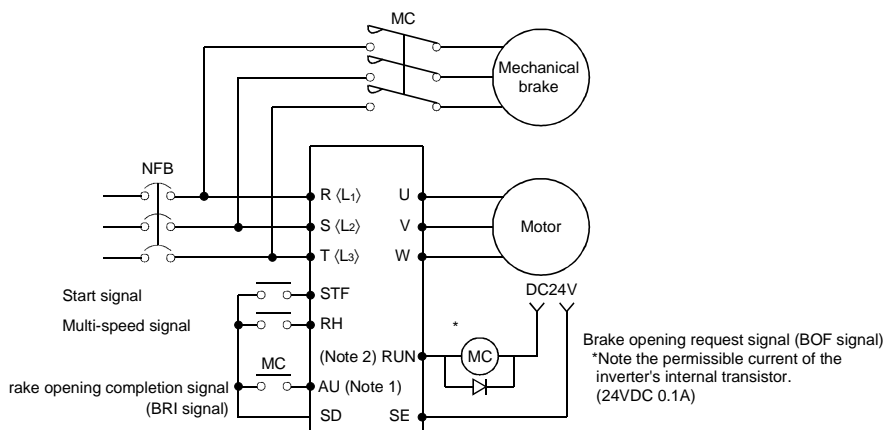 MC
Mechanical
brake
NFB
R ⟨L1⟩
U
S ⟨L2⟩
V
Motor
T ⟨L3⟩
W
DC24V
Start signal
STF
Multi-speed signal
RH
*
Brake opening request signal (BOF signal)
*Note the permissible current of the
inverter's internal transistor.
(24VDC 0.1A)
(Note 2) RUN
MC
MC
rake opening completion signal
(BRI signal)
AU (Note 1)
SD
SE